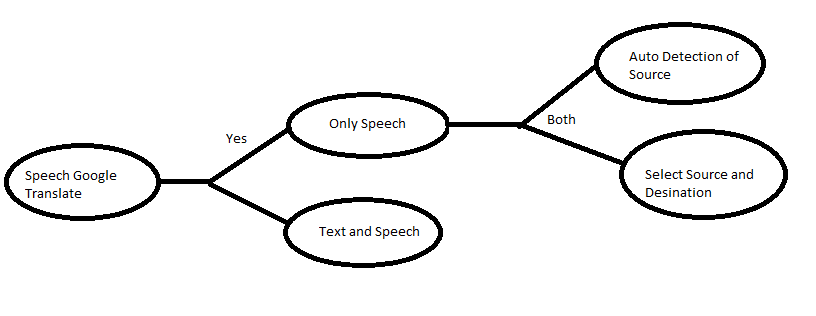 Speech Google
Translate
Yes
Only Speech
Text and Speech
Both
Auto Detection of
Source
Select Source and
Desination